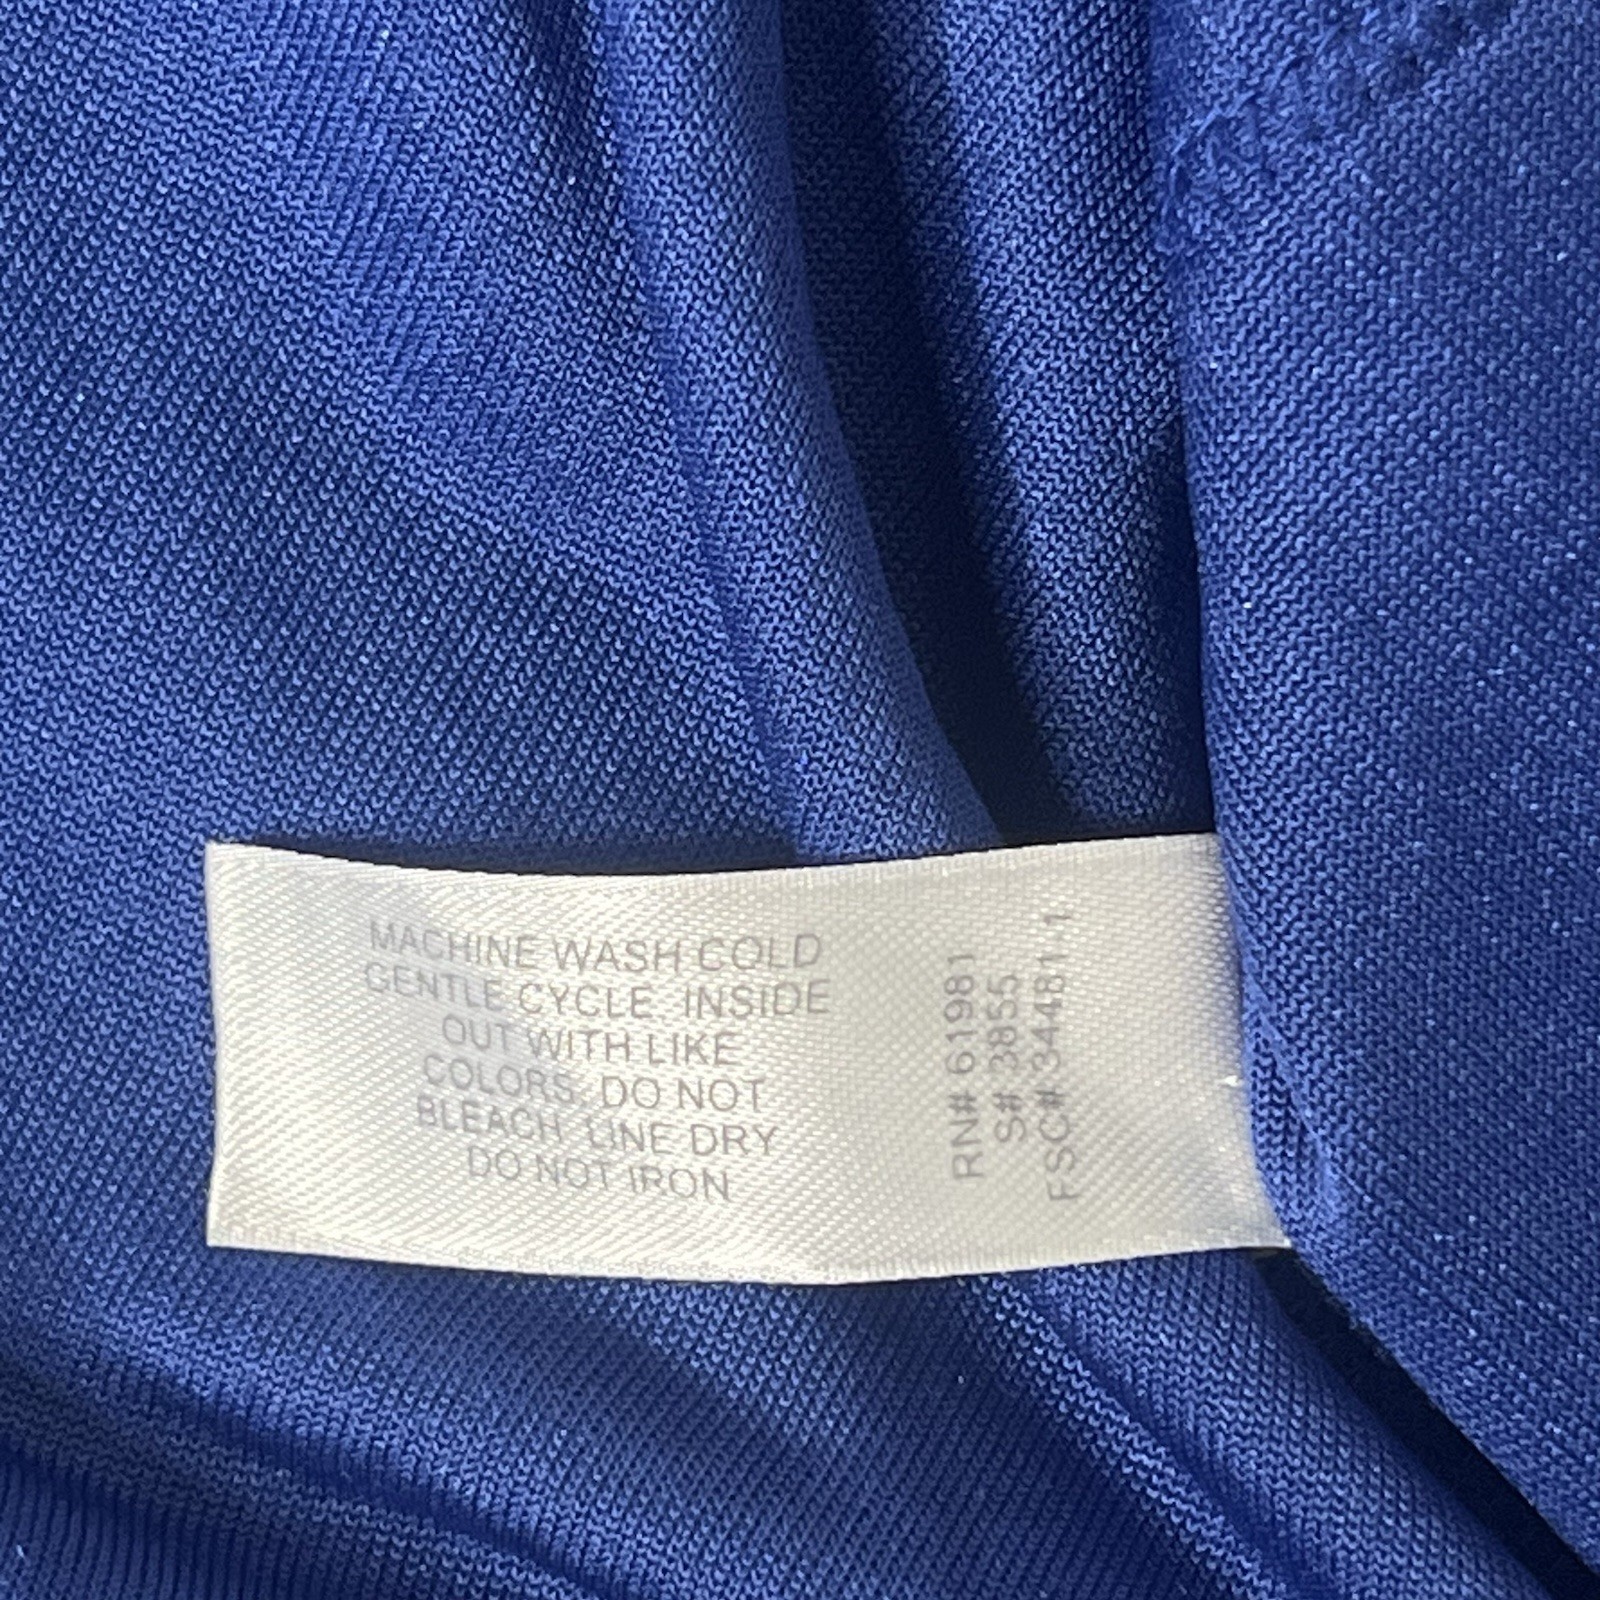 MACHINE WASH COLD
GENTLE CYCLE, INSIDE
OUT WITH LIKE
COLORS. DO NOT
BLEACH. LINE DRY
DO NOT IRON
RN# 61981
S# 3855
FSC# 34481-1